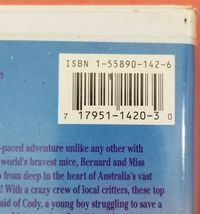 ISBN 1-55890-142-6
7 17951-11420-3 0
-paced adventure unlike any other with
world's bravest mice, Bernard and Miss
o from deep in the heart of Australia's vast
! With a crazy crew of local critters, these top
aid of Cody, a young boy struggling to save a